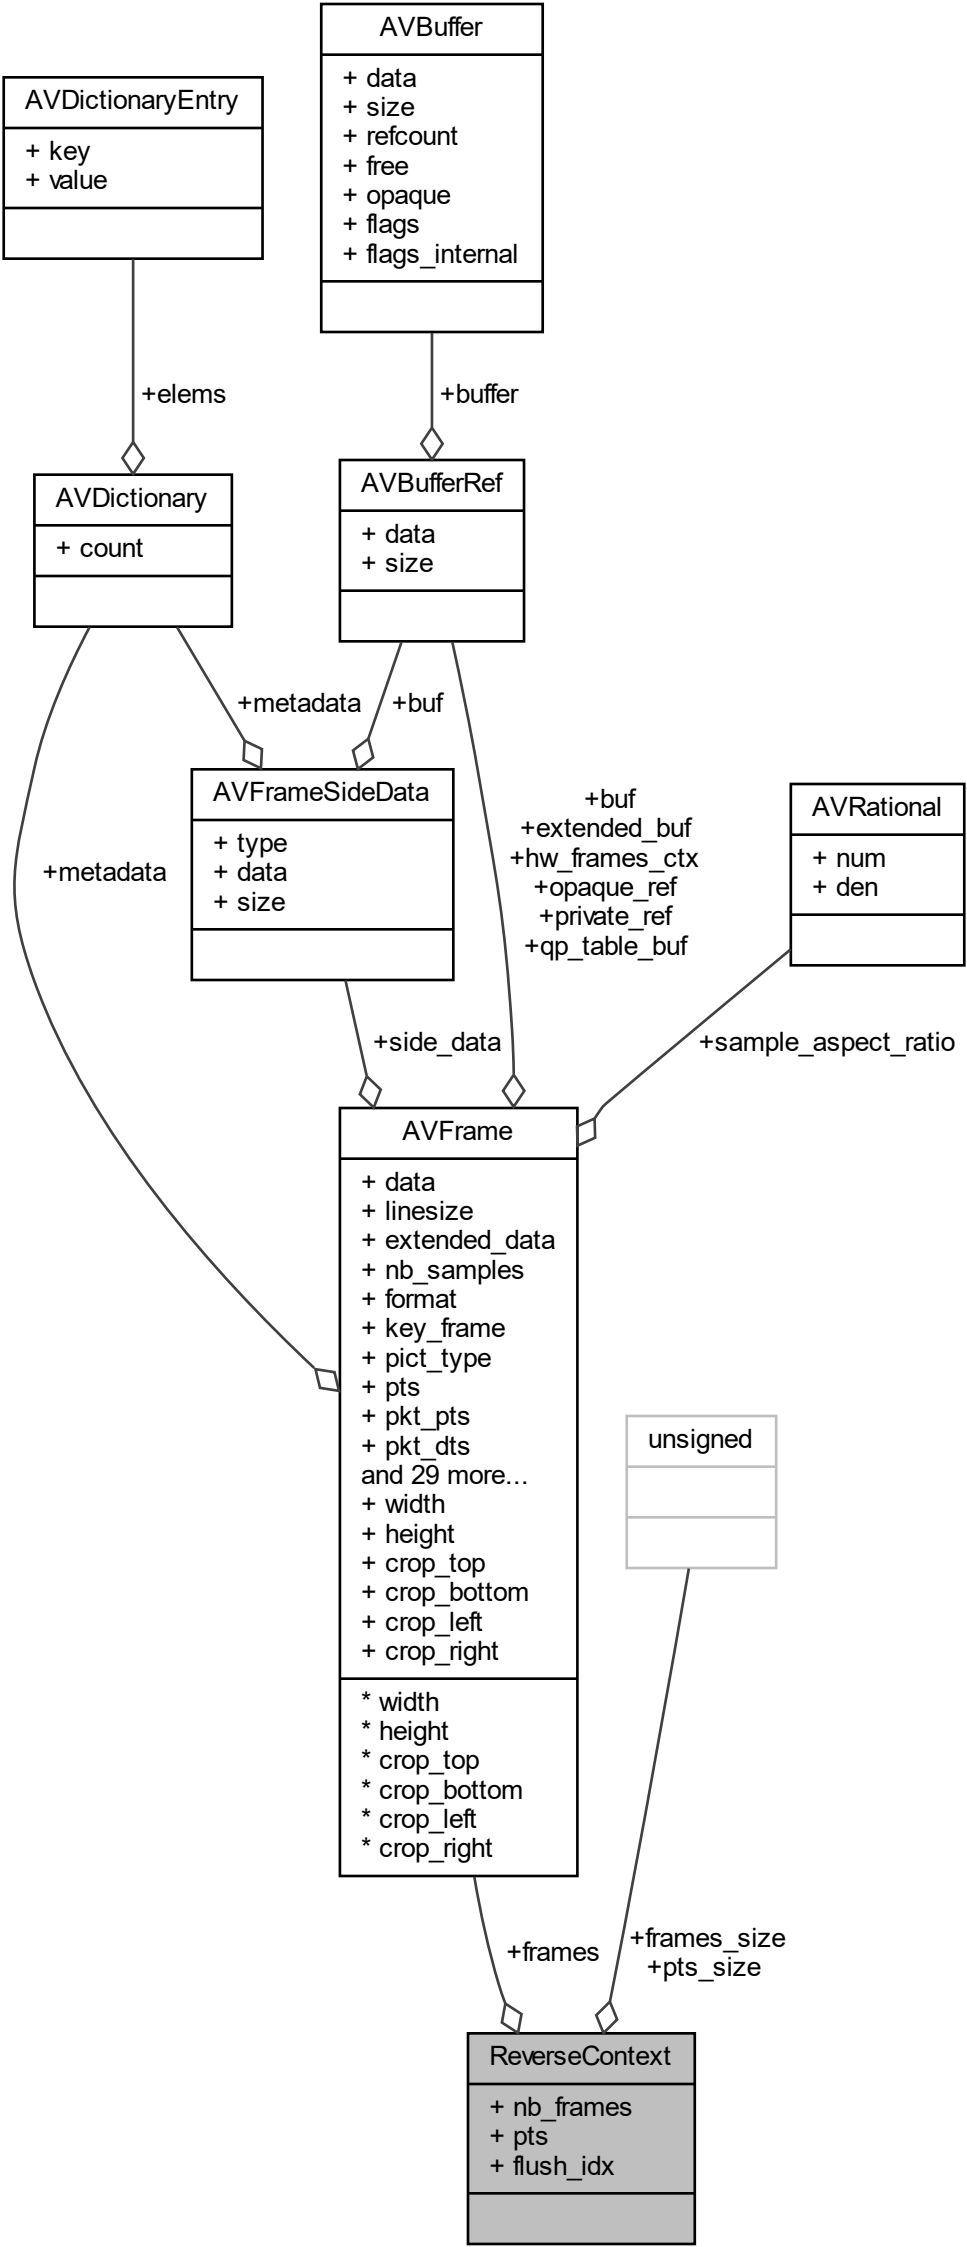 AVBuffer
+ data
+ size
+ refcount
+ free
+ opaque
+ flags
+ flags_internal
AVDictionaryEntry
+ key
+ value
+elems
+buffer
AVDictionary
+ count
AVBufferRef
+ data
+ size
+metadata
+buf
AVFrameSideData
+ type
+ data
+ size
+buf
+extended_buf
+hw_frames_ctx
+opaque_ref
+private_ref
+qp_table_buf
AVRational
+ num
+ den
+metadata
+side_data
+sample_aspect_ratio
AVFrame
+ data
+ linesize
+ extended_data
+ nb_samples
+ format
+ key_frame
+ pict_type
+ pts
+ pkt_pts
+ pkt_dts
and 29 more...
+ width
+ height
+ crop_top
+ crop_bottom
+ crop_left
+ crop_right
* width
* height
* crop_top
* crop_bottom
* crop_left
* crop_right
unsigned
+frames
+frames_size
+pts_size
ReverseContext
+ nb_frames
+ pts
+ flush_idx